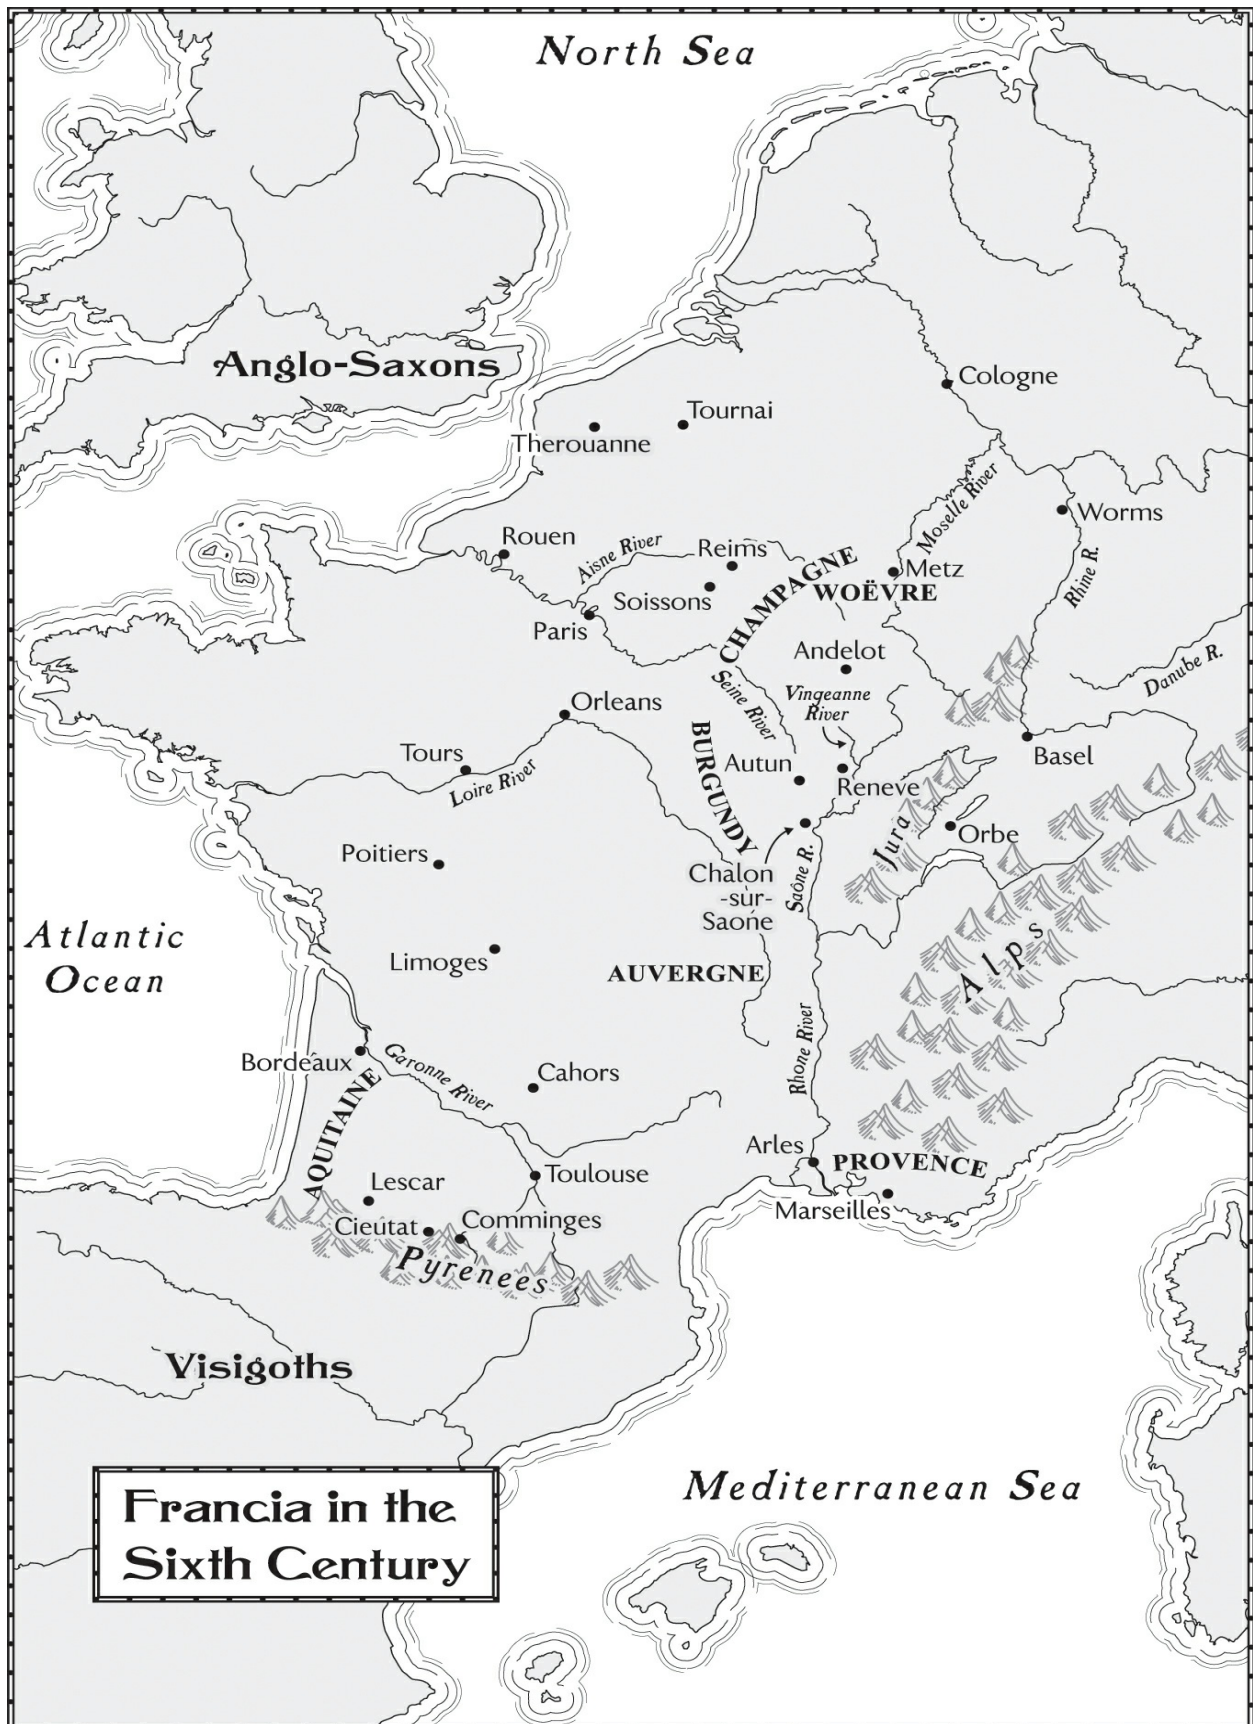 North Sea
Anglo-Saxons
Cologne
Tournai
Therouanne
Moselle River
Worms
Rouen
Aisne River
Reims
Metz
Rhine R.
CHAMPAGNE
WOËVRE
Soissons
Paris
Andelot
Danube R.
Seine River
Vingeanne
River
Orleans
BURGUNDY
Tours
Loire River
Autun
Basel
Reneve
Jura
Orbe
Poitiers
Chalon
-sur-
Saone
Saône R.
Atlantic
Ocean
Limoges
AUVERGNE
Alps
Rhone River
Bordeaux
Garonne River
Cahors
AQUITAINE
Arles
PROVENCE
Lescar
Toulouse
Marseilles
Cieutat
Comminges
Pyrenees
Visigoths
Mediterranean Sea
Francia in the
Sixth Century